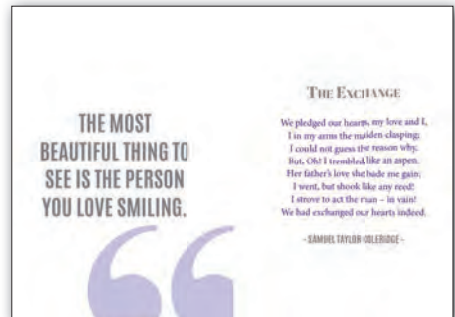 THE MOST
BEAUTIFUL THING TO
SEE IS THE PERSON
YOU LOVE SMILING.
THE EXCHANGE
We pledged our hearts, my love and I,
I in my arms the maiden clasping;
I could not guess the reason why,
But, Oh! I trembled like an aspen.
Her father's love she bade me gain;
I went, but shook like any reed!
I strove to act the man – in vain!
We had exchanged our hearts indeed.
- SAMUEL TAYLOR COLERIDGE -